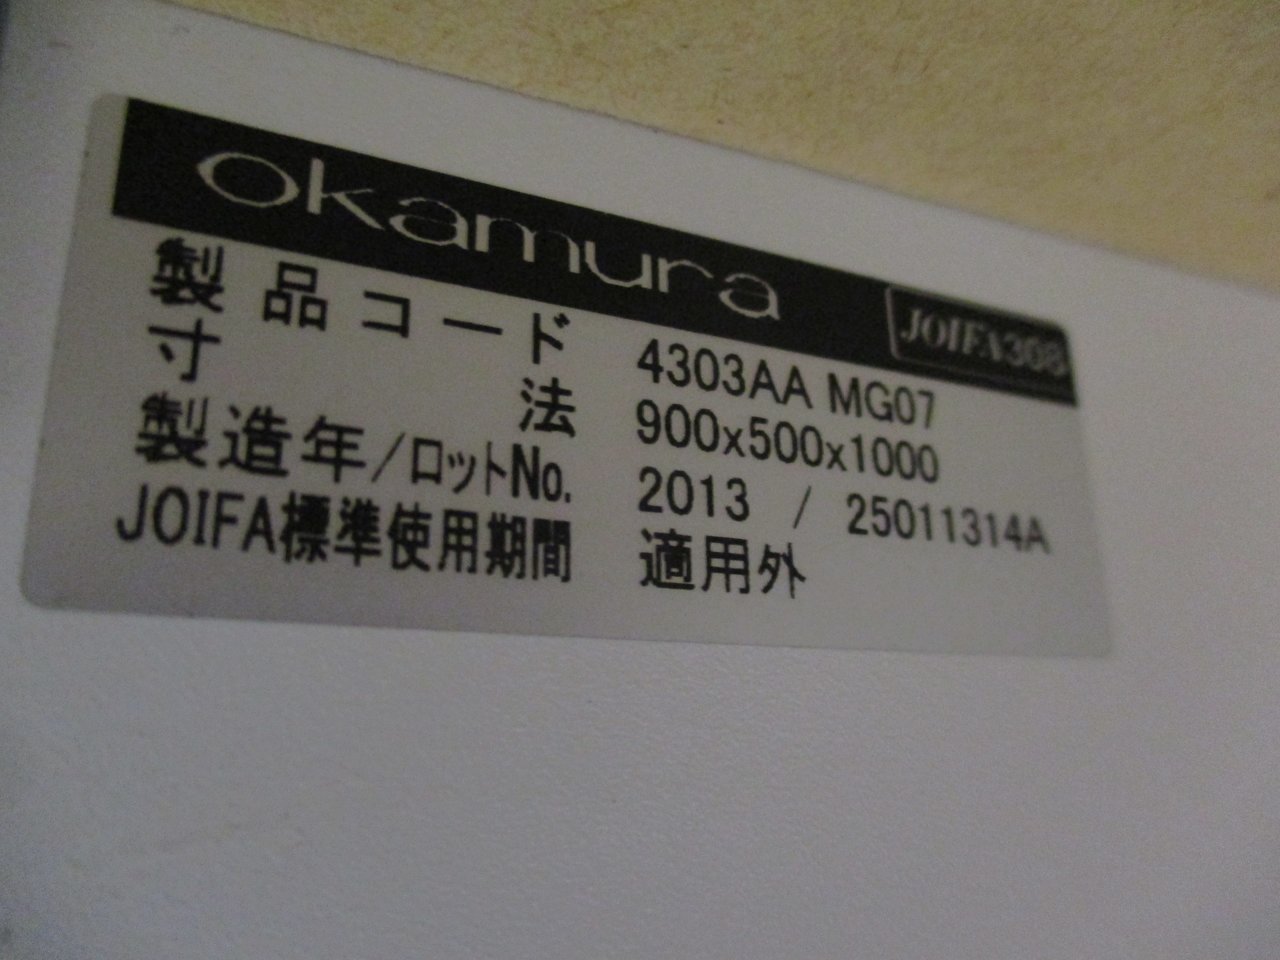 Okamura JOIFA308
製品コード 4303AA MG07
寸法 900x500x1000
製造年/ロットNo. 2013 / 25011314A
JOIFA標準使用期間 適用外